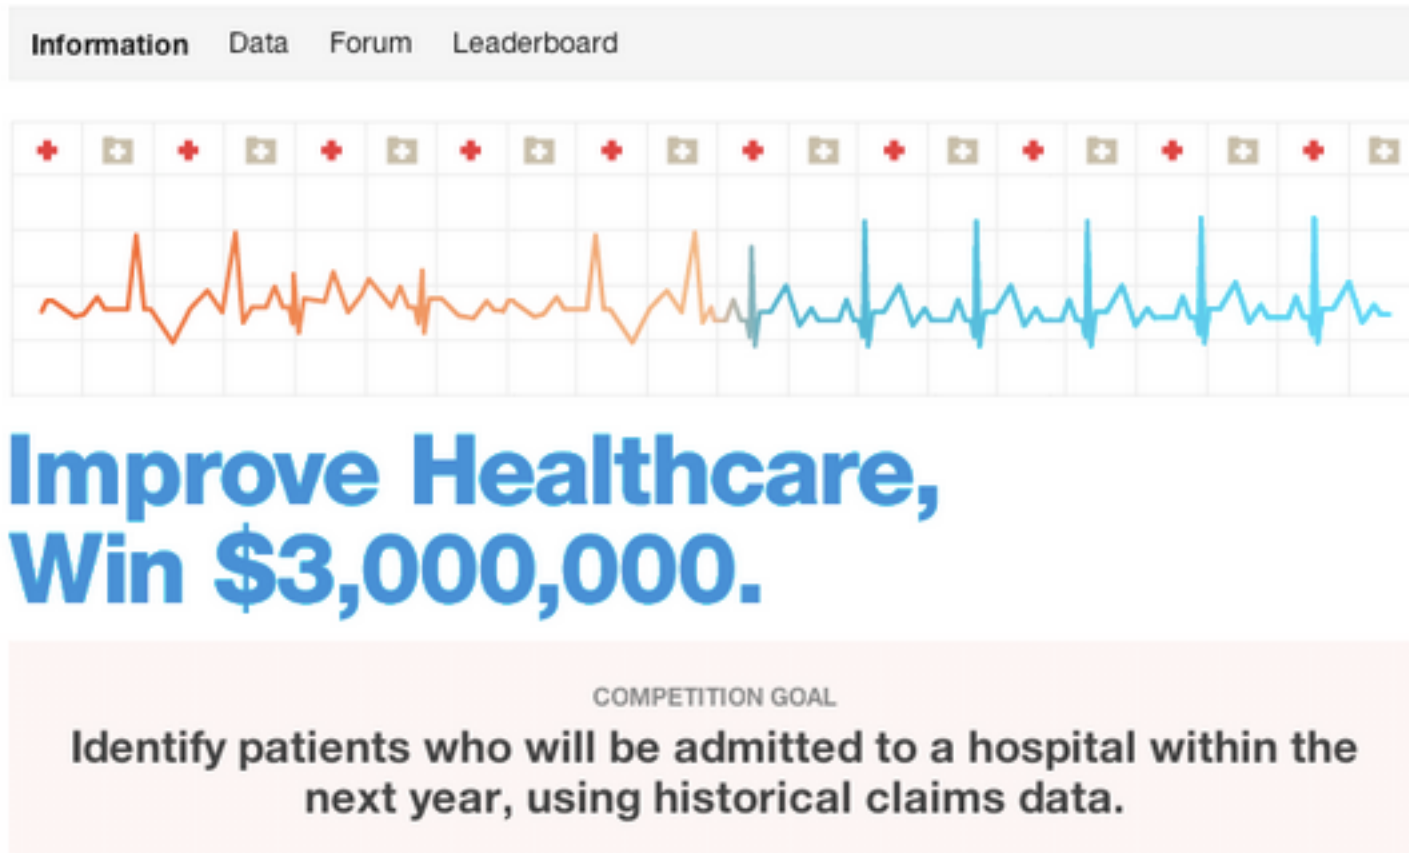 Information Data Forum Leaderboard
Improve Healthcare,
Win $3,000,000.
COMPETITION GOAL
Identify patients who will be admitted to a hospital within the
next year, using historical claims data.